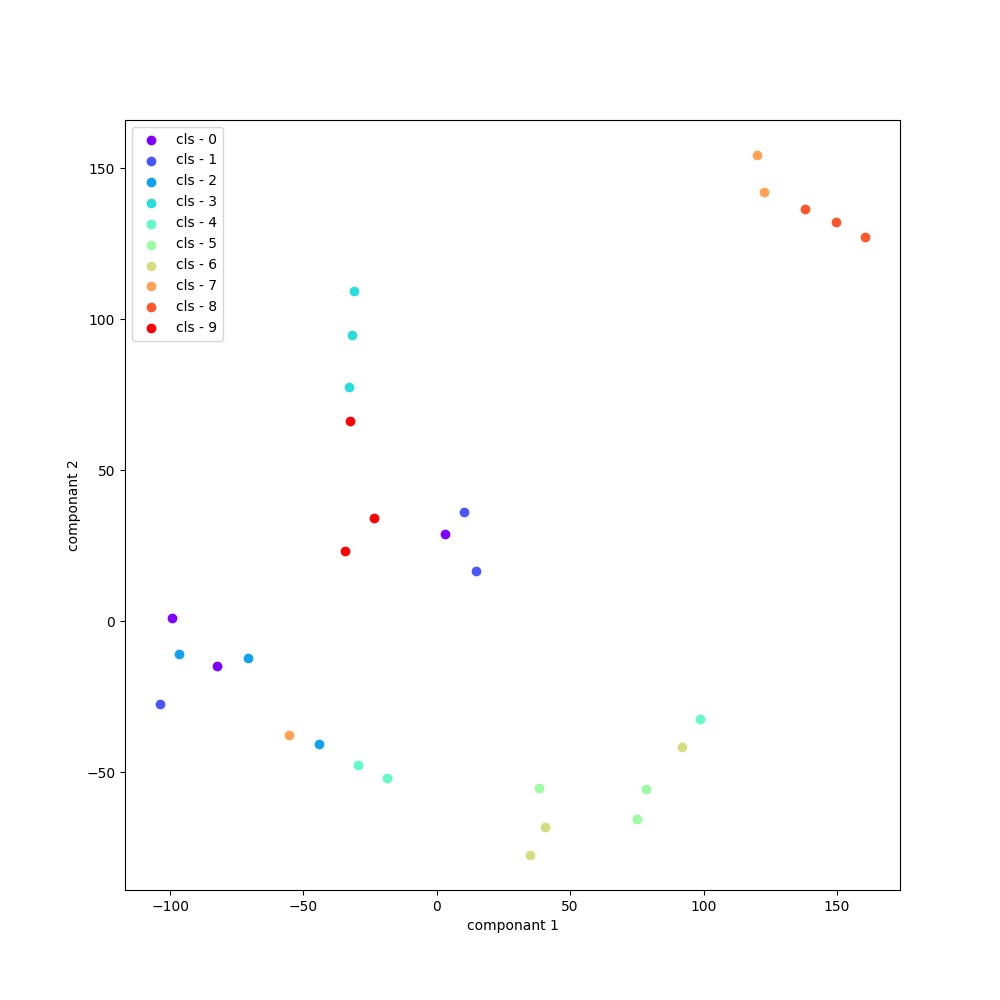 cls - 0
cls - 1
cls - 2
cls - 3
cls - 4
cls - 5
cls - 6
cls - 7
cls - 8
cls - 9
150
100
50
0
−50
componant 2
−100
−50
0
50
100
150
componant 1